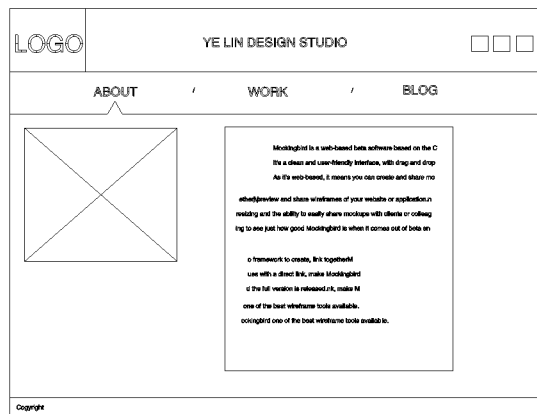 LOGO
YE LIN DESIGN STUDIO
ABOUT / WORK / BLOG
Mockingbird is a web-based beta software based on the C
It's a clean and user-friendly interface, with drag and drop
As it's web-based, it means you can create and share mo
preview and share wireframes of your website or application.n
resizing and the ability to easily share mockups with clients or colleag
ing to see just how good Mockingbird is when it comes out of beta an
o framework to create, link togetherM
ues with a direct link, make Mockingbird
d the full version is released.nk, make M
one of the best wireframe tools available.
ockingbird one of the best wireframe tools available.
Copyright